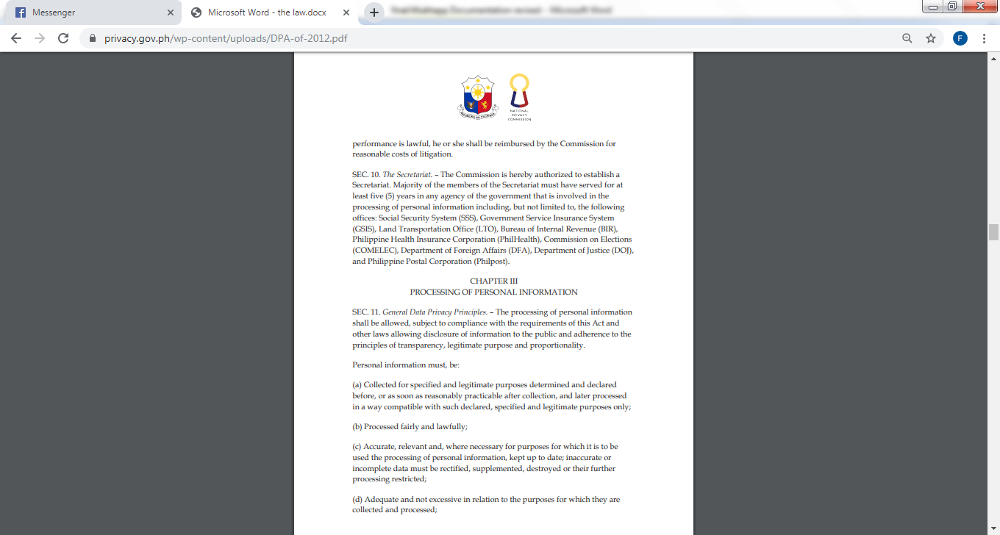 Messenger
Microsoft Word - the law.docx
final Documentation revised - Microsoft Word
privacy.gov.ph/wp-content/uploads/DPA-of-2012.pdf
F
NATIONAL
PRIVACY
COMMISSION
performance is lawful, he or she shall be reimbursed by the Commission for
reasonable costs of litigation.
SEC. 10. The Secretariat. – The Commission is hereby authorized to establish a
Secretariat. Majority of the members of the Secretariat must have served for at
least five (5) years in any agency of the government that is involved in the
processing of personal information including, but not limited to, the following
offices: Social Security System (SSS), Government Service Insurance System
(GSIS), Land Transportation Office (LTO), Bureau of Internal Revenue (BIR),
Philippine Health Insurance Corporation (PhilHealth), Commission on Elections
(COMELEC), Department of Foreign Affairs (DFA), Department of Justice (DOJ),
and Philippine Postal Corporation (Philpost).
CHAPTER III
PROCESSING OF PERSONAL INFORMATION
SEC. 11. General Data Privacy Principles. – The processing of personal information
shall be allowed, subject to compliance with the requirements of this Act and
other laws allowing disclosure of information to the public and adherence to the
principles of transparency, legitimate purpose and proportionality.
Personal information must, be:
(a) Collected for specified and legitimate purposes determined and declared
before, or as soon as reasonably practicable after collection, and later processed
in a way compatible with such declared, specified and legitimate purposes only;
(b) Processed fairly and lawfully;
(c) Accurate, relevant and, where necessary for purposes for which it is to be
used the processing of personal information, kept up to date; inaccurate or
incomplete data must be rectified, supplemented, destroyed or their further
processing restricted;
(d) Adequate and not excessive in relation to the purposes for which they are
collected and processed;